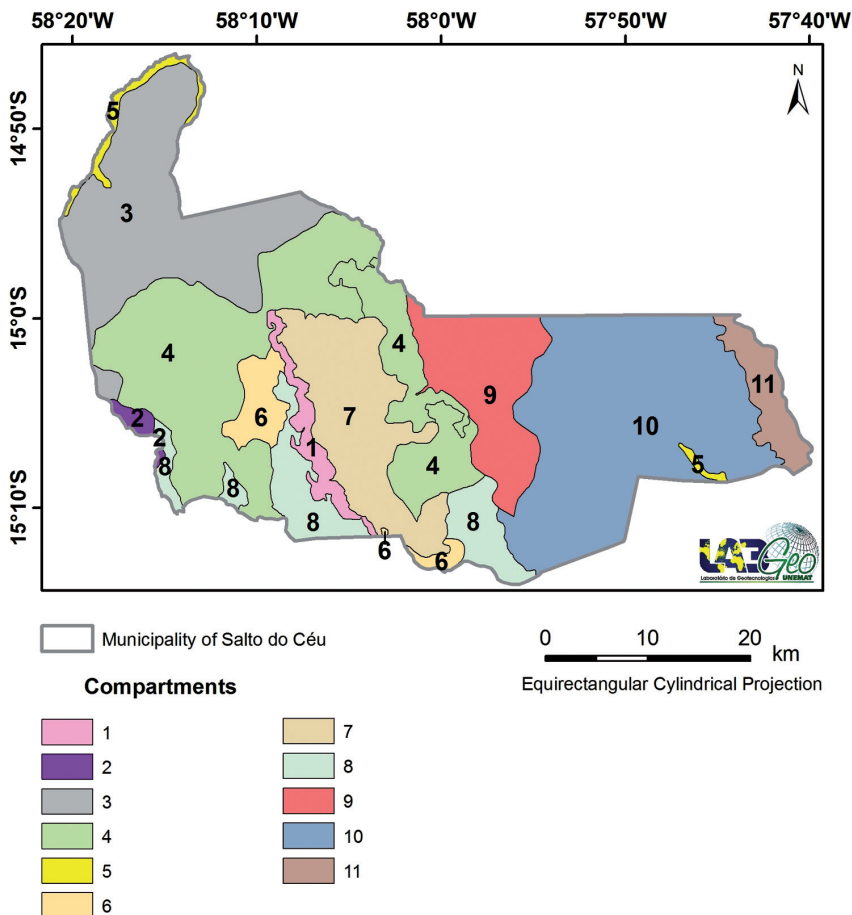 58°20'W 58°10'W 58°0'W 57°50'W 57°40'W
N
14°50'S
15°0'S
15°10'S
5
3
4
4
9
11
2
2
8
6
7
1
10
8
4
5
8
8
6
6
LABGeo
UNEMAT
Laboratório de Geotecnologias
Municipality of Salto do Céu
0 10 20
km
Equirectangular Cylindrical Projection
Compartments
1
2
3
4
5
6
7
8
9
10
11